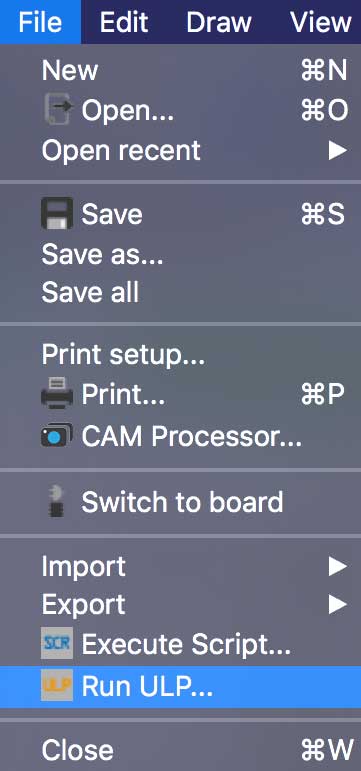 File Edit Draw View
New ⌘N
Open... ⌘O
Open recent ▶
Save ⌘S
Save as...
Save all
Print setup...
Print... ⌘P
CAM Processor...
Switch to board
Import ▶
Export ▶
SCR Execute Script...
ULP Run ULP...
Close ⌘W